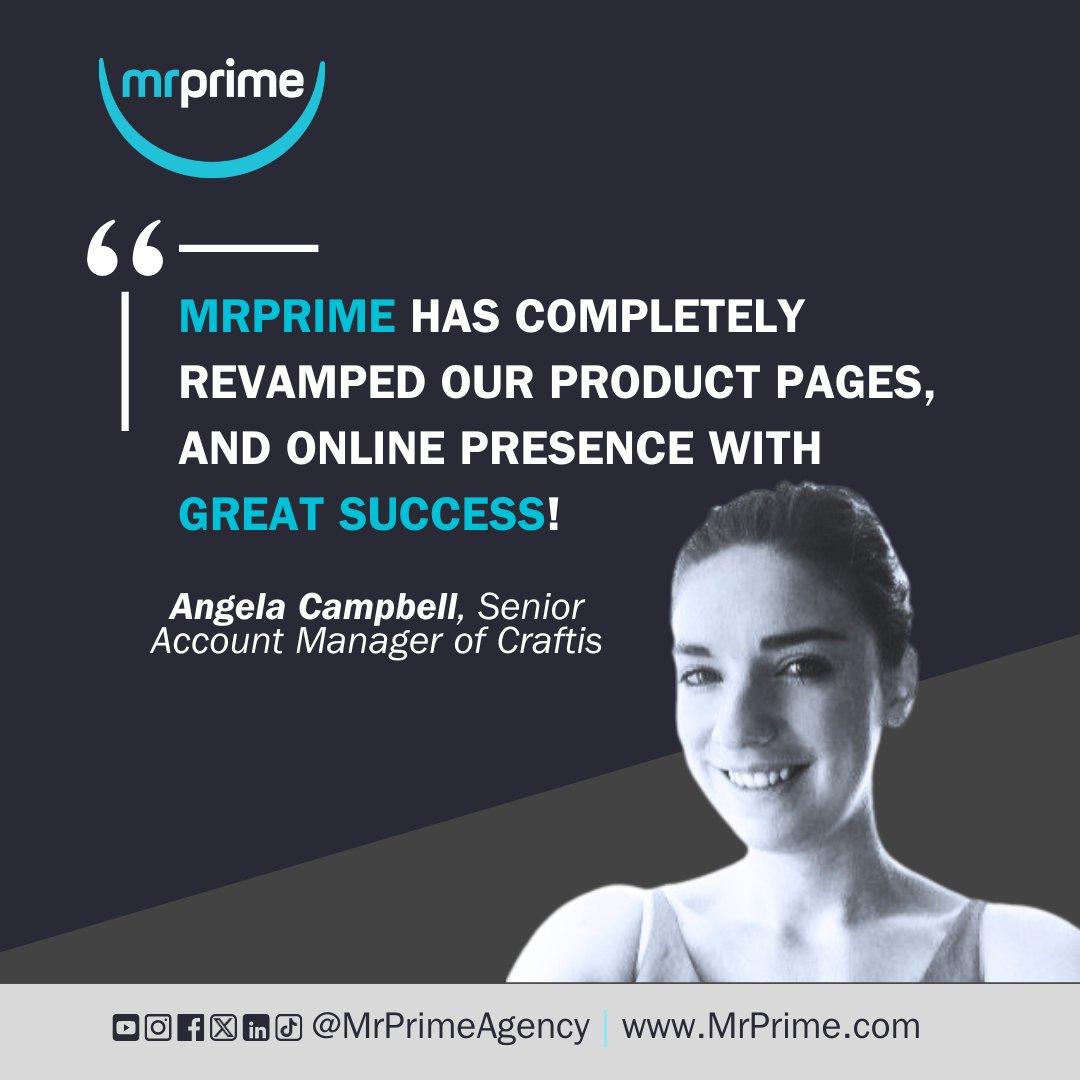 mrprime
“
MRPRIME HAS COMPLETELY
REVAMPED OUR PRODUCT PAGES,
AND ONLINE PRESENCE WITH
GREAT SUCCESS!
Angela Campbell, Senior
Account Manager of Craftis
@MrPrimeAgency | www.MrPrime.com